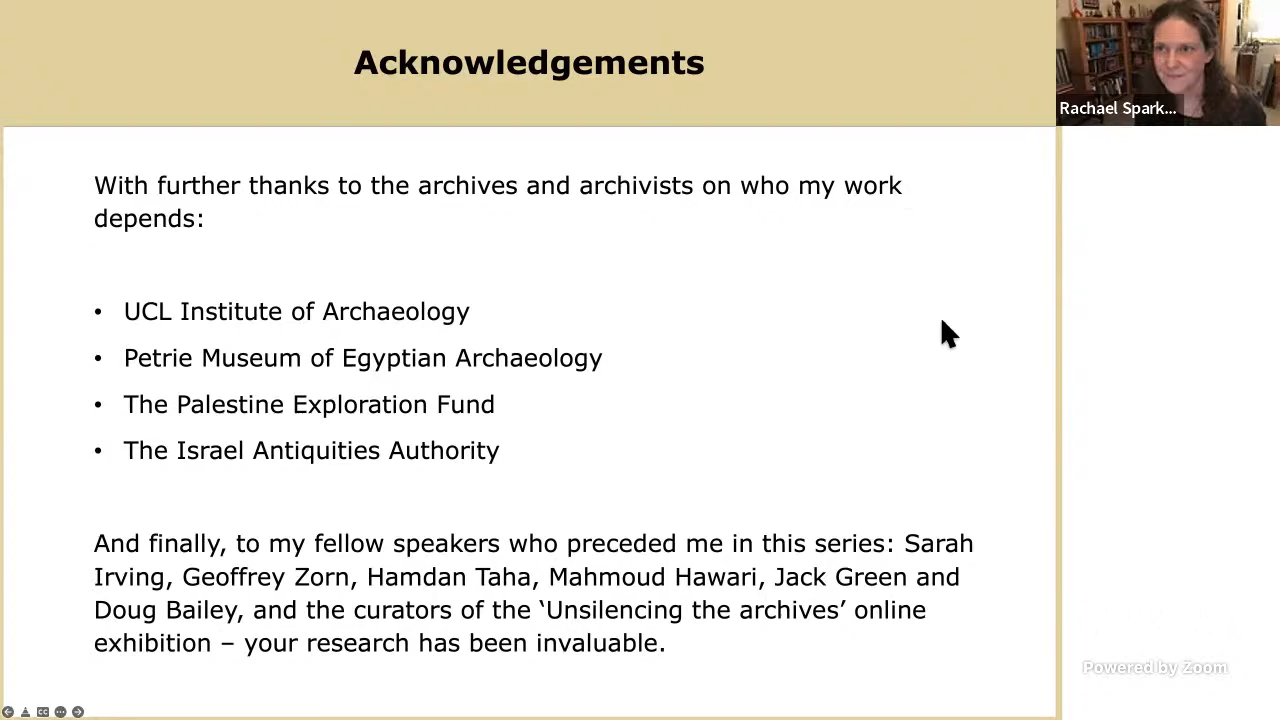 Acknowledgements
Rachael Spark...
With further thanks to the archives and archivists on who my work
depends:
• UCL Institute of Archaeology
• Petrie Museum of Egyptian Archaeology
• The Palestine Exploration Fund
• The Israel Antiquities Authority
And finally, to my fellow speakers who preceded me in this series: Sarah
Irving, Geoffrey Zorn, Hamdan Taha, Mahmoud Hawari, Jack Green and
Doug Bailey, and the curators of the ‘Unsilencing the archives’ online
exhibition – your research has been invaluable.
Powered by Zoom
CC